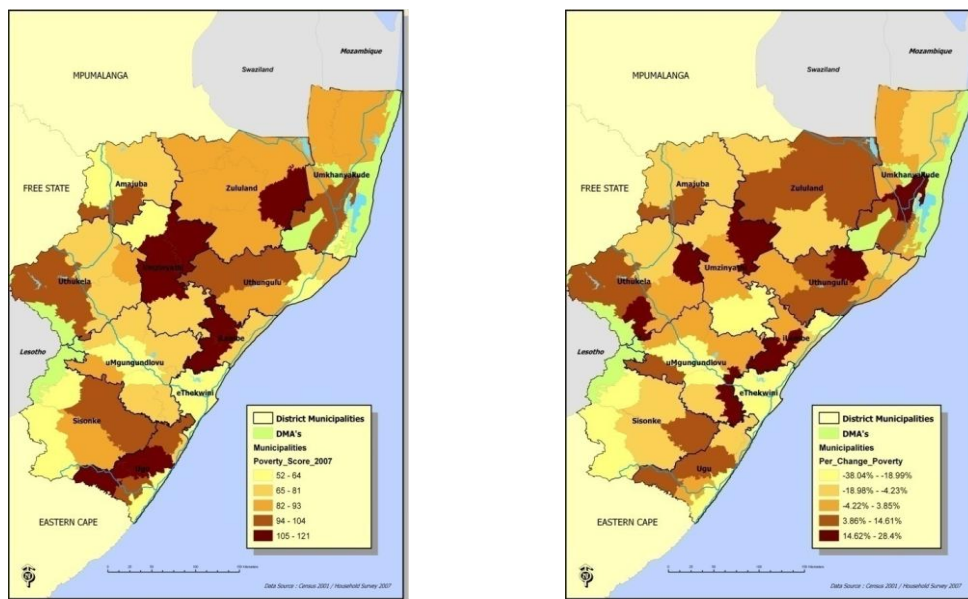 Mozambique
Swaziland
MPUMALANGA
FREE STATE
Amajuba
Zululand
Umkhanyakude
Uthukela
Uthungufu
Lesotho
uMgungundlovu
eThekwini
Sisonke
Ugu
EASTERN CAPE
District Municipalities
DMA's
Municipalities
Poverty_Score_2007
52 - 64
65 - 81
82 - 93
94 - 104
105 - 121
Data Source : Census 2001 / Household Survey 2007
Mozambique
Swaziland
MPUMALANGA
FREE STATE
Amajuba
Zululand
Umkhanyakude
Uthukela
Umzinyathi
Uthungufu
Lesotho
uMgungundlovu
eThekwini
Sisonke
Ugu
EASTERN CAPE
District Municipalities
DMA's
Municipalities
Per_Change_Poverty
-38.04% - -18.99%
-18.98% - -4.23%
-4.22% - 3.85%
3.86% - 14.61%
14.62% - 28.4%
Data Source : Census 2001 / Household Survey 2007